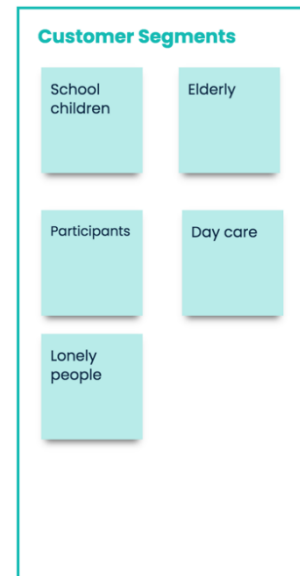 Customer Segments
School
children
Elderly
Participants
Day care
Lonely
people